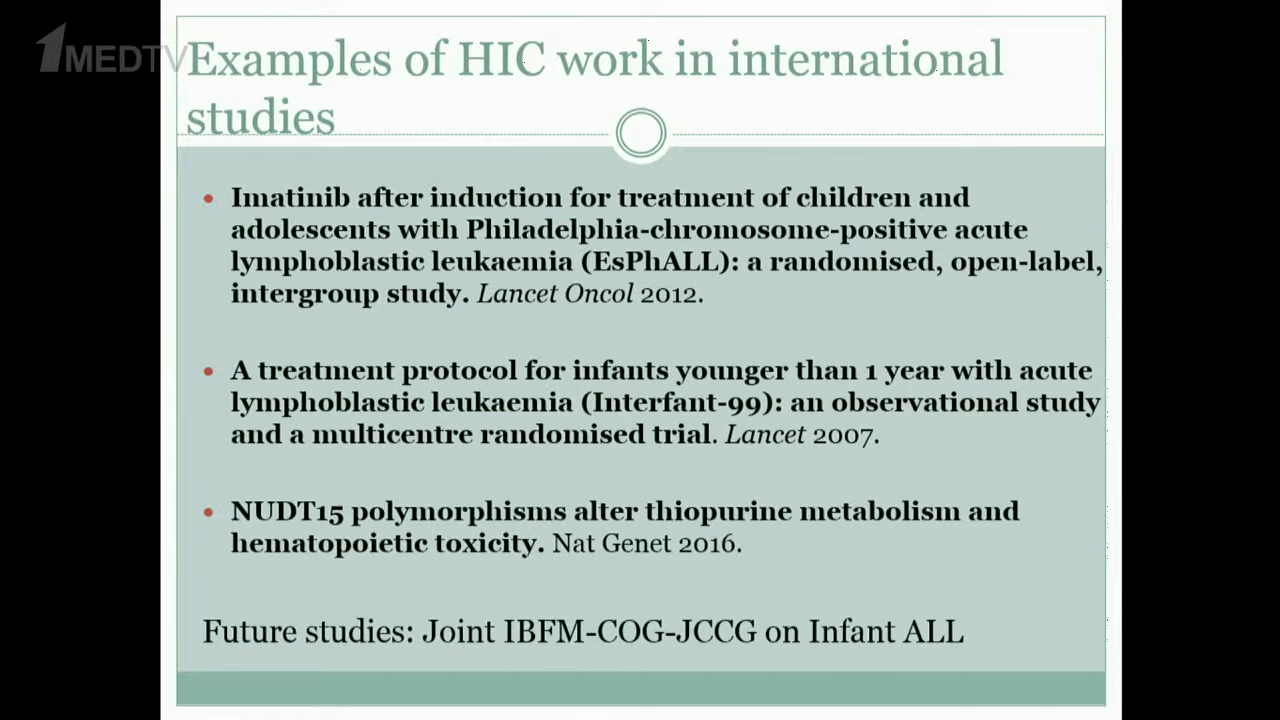 1MEDTV
Examples of HIC work in international
studies
• Imatinib after induction for treatment of children and
adolescents with Philadelphia-chromosome-positive acute
lymphoblastic leukaemia (EsPhALL): a randomised, open-label,
intergroup study. Lancet Oncol 2012.
• A treatment protocol for infants younger than 1 year with acute
lymphoblastic leukaemia (Interfant-99): an observational study
and a multicentre randomised trial. Lancet 2007.
• NUDT15 polymorphisms alter thiopurine metabolism and
hematopoietic toxicity. Nat Genet 2016.
Future studies: Joint IBFM-COG-JCCG on Infant ALL